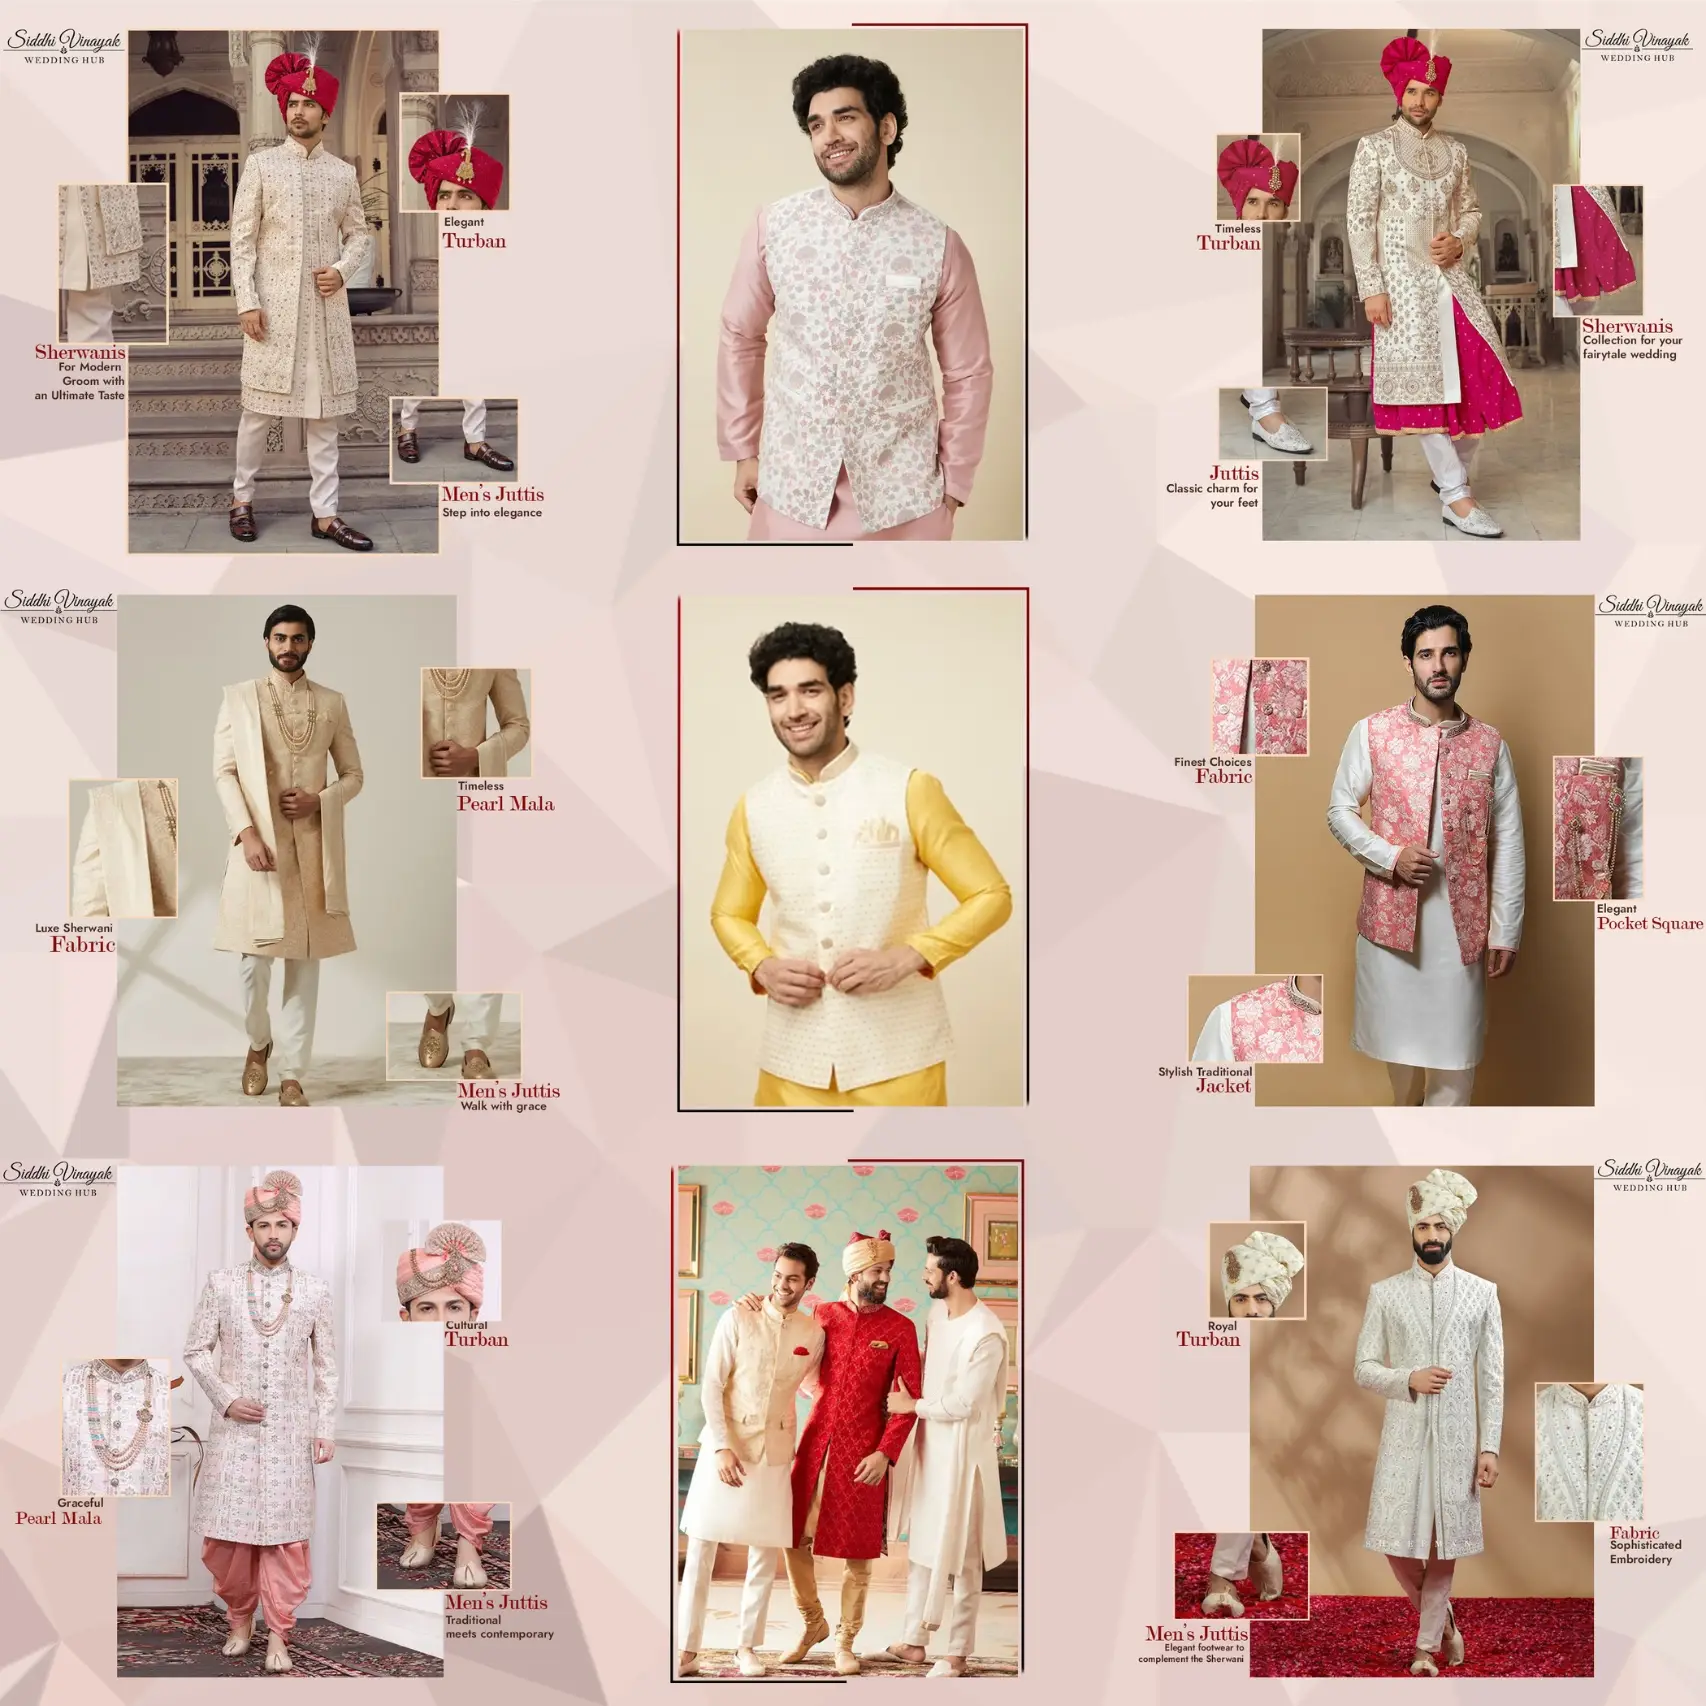 Siddhi Vinayak
WEDDING HUB
Elegant
Turban
Sherwanis
For Modern
Groom with
an Ultimate Taste
Men's Juttis
Step into elegance
Siddhi Vinayak
WEDDING HUB
Timeless
Turban
Sherwanis
Collection for your
fairytale wedding
Juttis
Classic charm for
your feet
Siddhi Vinayak
WEDDING HUB
Timeless
Pearl Mala
Luxe Sherwani
Fabric
Men's Juttis
Walk with grace
Siddhi Vinayak
WEDDING HUB
Finest Choices
Fabric
Elegant
Pocket Square
Stylish Traditional
Jacket
Siddhi Vinayak
WEDDING HUB
Cultural
Turban
Graceful
Pearl Mala
Men's Juttis
Traditional
meets contemporary
Siddhi Vinayak
WEDDING HUB
Royal
Turban
Fabric
Sophisticated
Embroidery
Men's Juttis
Elegant footwear to
complement the Sherwani